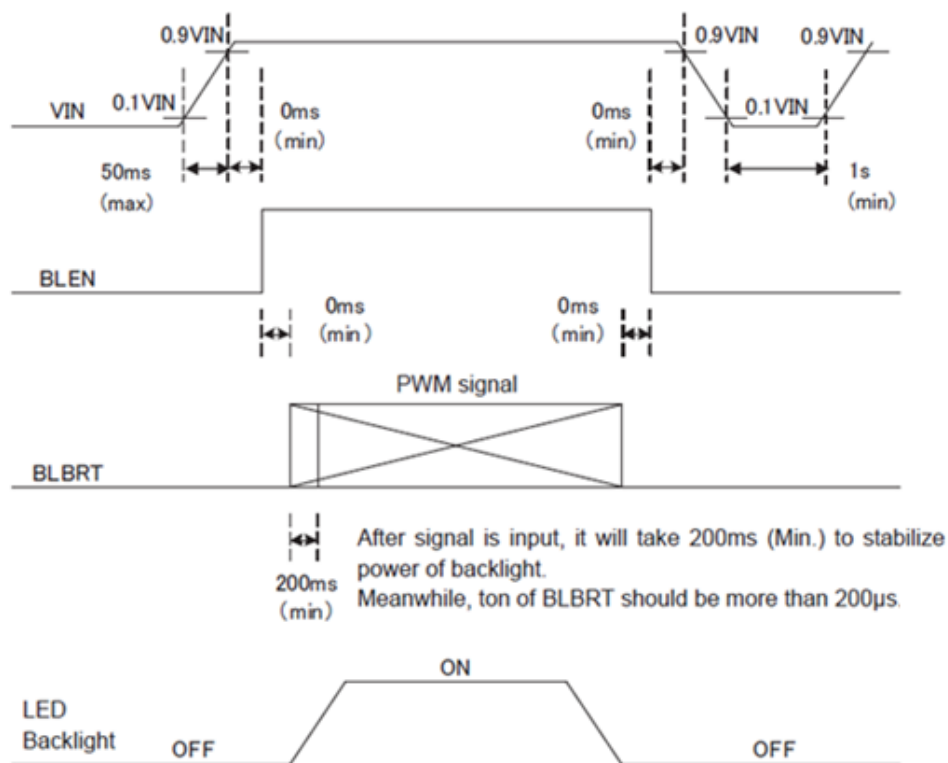 0.9VIN
0.9VIN
0.9VIN
VIN
0.1VIN
0ms
(min)
0ms
(min)
0.1VIN
50ms
(max)
1s
(min)
BLEN
0ms
(min)
0ms
(min)
PWM signal
BLBRT
After signal is input, it will take 200ms (Min.) to stabilize
power of backlight.
Meanwhile, ton of BLBRT should be more than 200µs.
200ms
(min)
ON
LED
Backlight
OFF
OFF